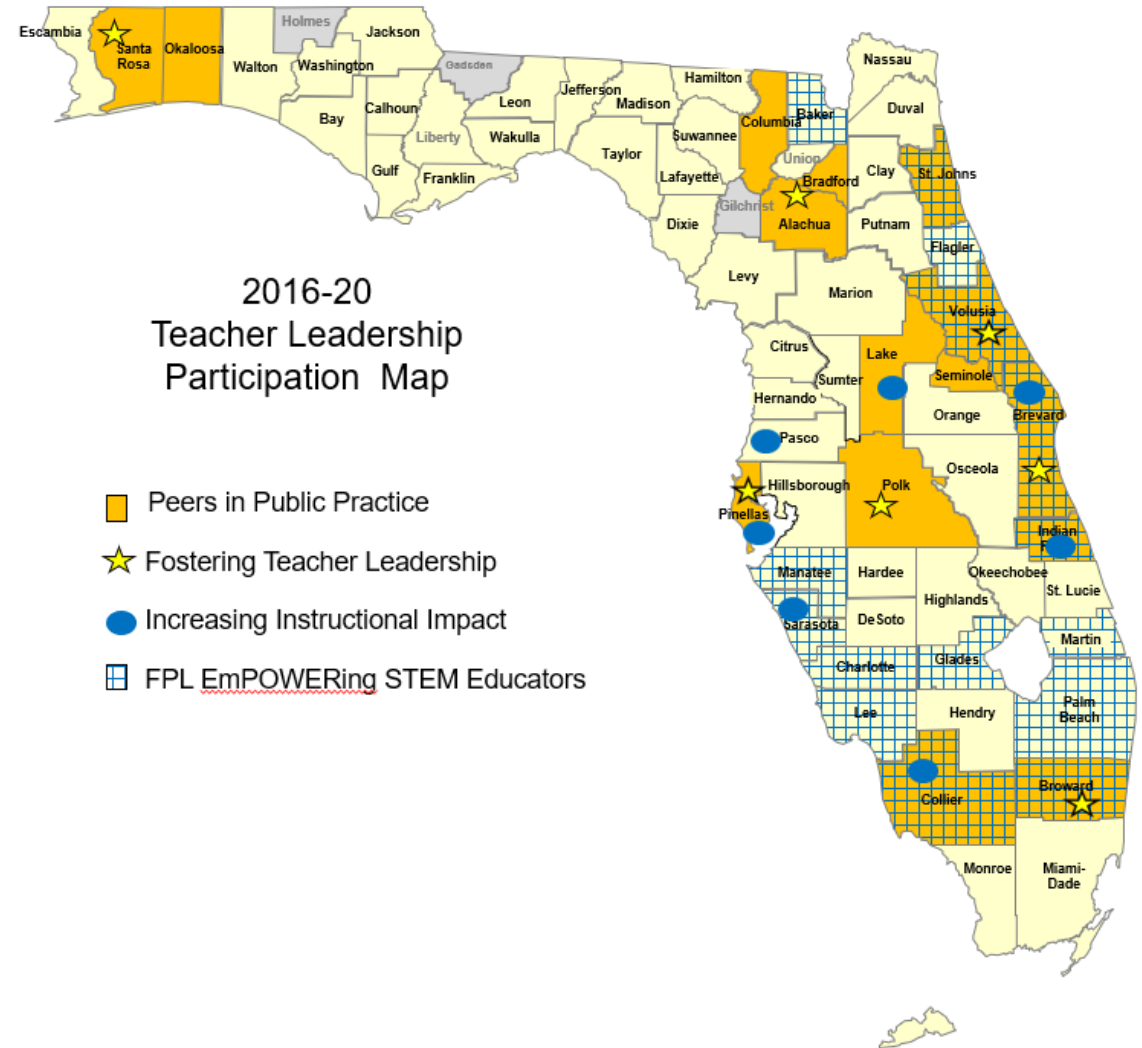 Escambia
Santa
Rosa
Okaloosa
Walton
Holmes
Washington
Jackson
Bay
Calhoun
Gulf
Gadsden
Liberty
Franklin
Leon
Wakulla
Jefferson
Madison
Taylor
Hamilton
Suwannee
Lafayette
Dixie
Columbia
Baker
Union
Bradford
Gilchrist
Alachua
Nassau
Duval
Clay
St. Johns
Putnam
Flagler
Levy
Marion
Volusia
Citrus
Sumter
Lake
Seminole
Hernando
Orange
Brevard
Pasco
Osceola
Hillsborough
Polk
Pinellas
Indian
Manatee
Hardee
Okeechobee
St. Lucie
Highlands
Sarasota
DeSoto
Martin
Charlotte
Glades
Lee
Hendry
Palm
Beach
Collier
Broward
Monroe
Miami-
Dade
2016-20
Teacher Leadership
Participation Map
Peers in Public Practice
Fostering Teacher Leadership
Increasing Instructional Impact
FPL EmPOWERing STEM Educators